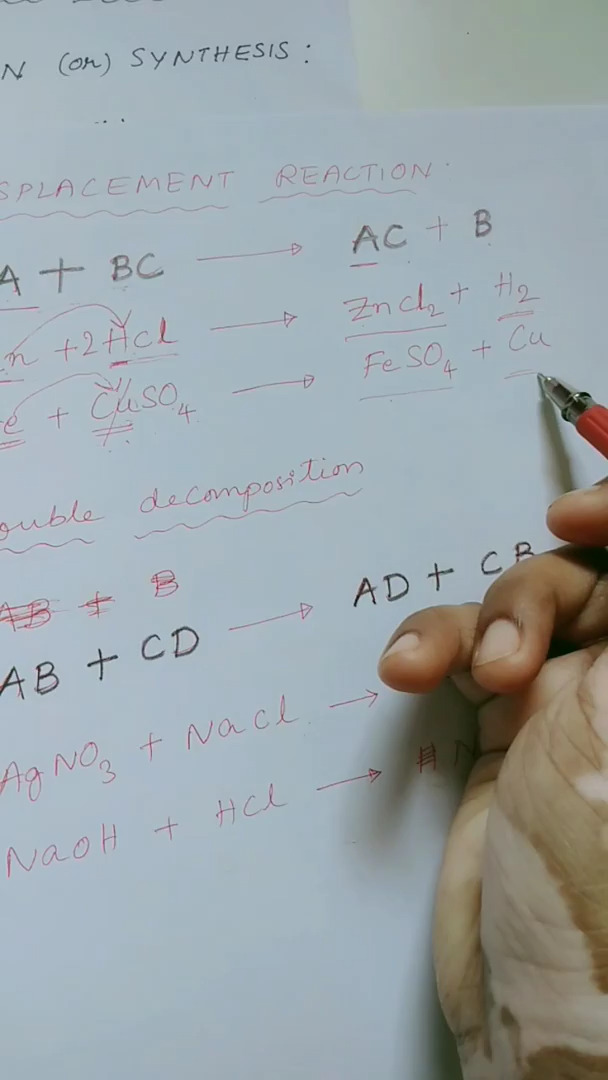 N (or) SYNTHESIS :
...
SPLACEMENT REACTION.
A + BC → AC + B
n + 2HCl → ZnCl₂ + H₂
e + CuSO₄ → FeSO₄ + Cu
ouble decomposition
AB + B
AB + CD → AD + CB
AgNO₃ + NaCl →
NaOH + HCl → N